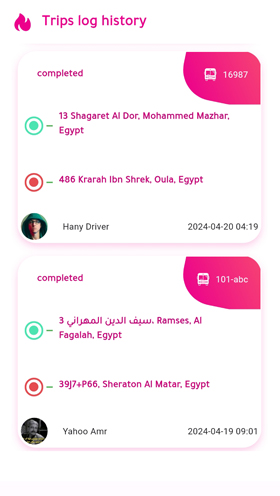 Trips log history
completed
16987
13 Shagaret Al Dor, Mohammed Mazhar,
Egypt
486 Krarah Ibn Shrek, Oula, Egypt
Hany Driver
2024-04-20 04:19
completed
101-abc
3 سيف الدين المهراني، Ramses, Al
Fagalah, Egypt
39J7+P66, Sheraton Al Matar, Egypt
Yahoo Amr
2024-04-19 09:01